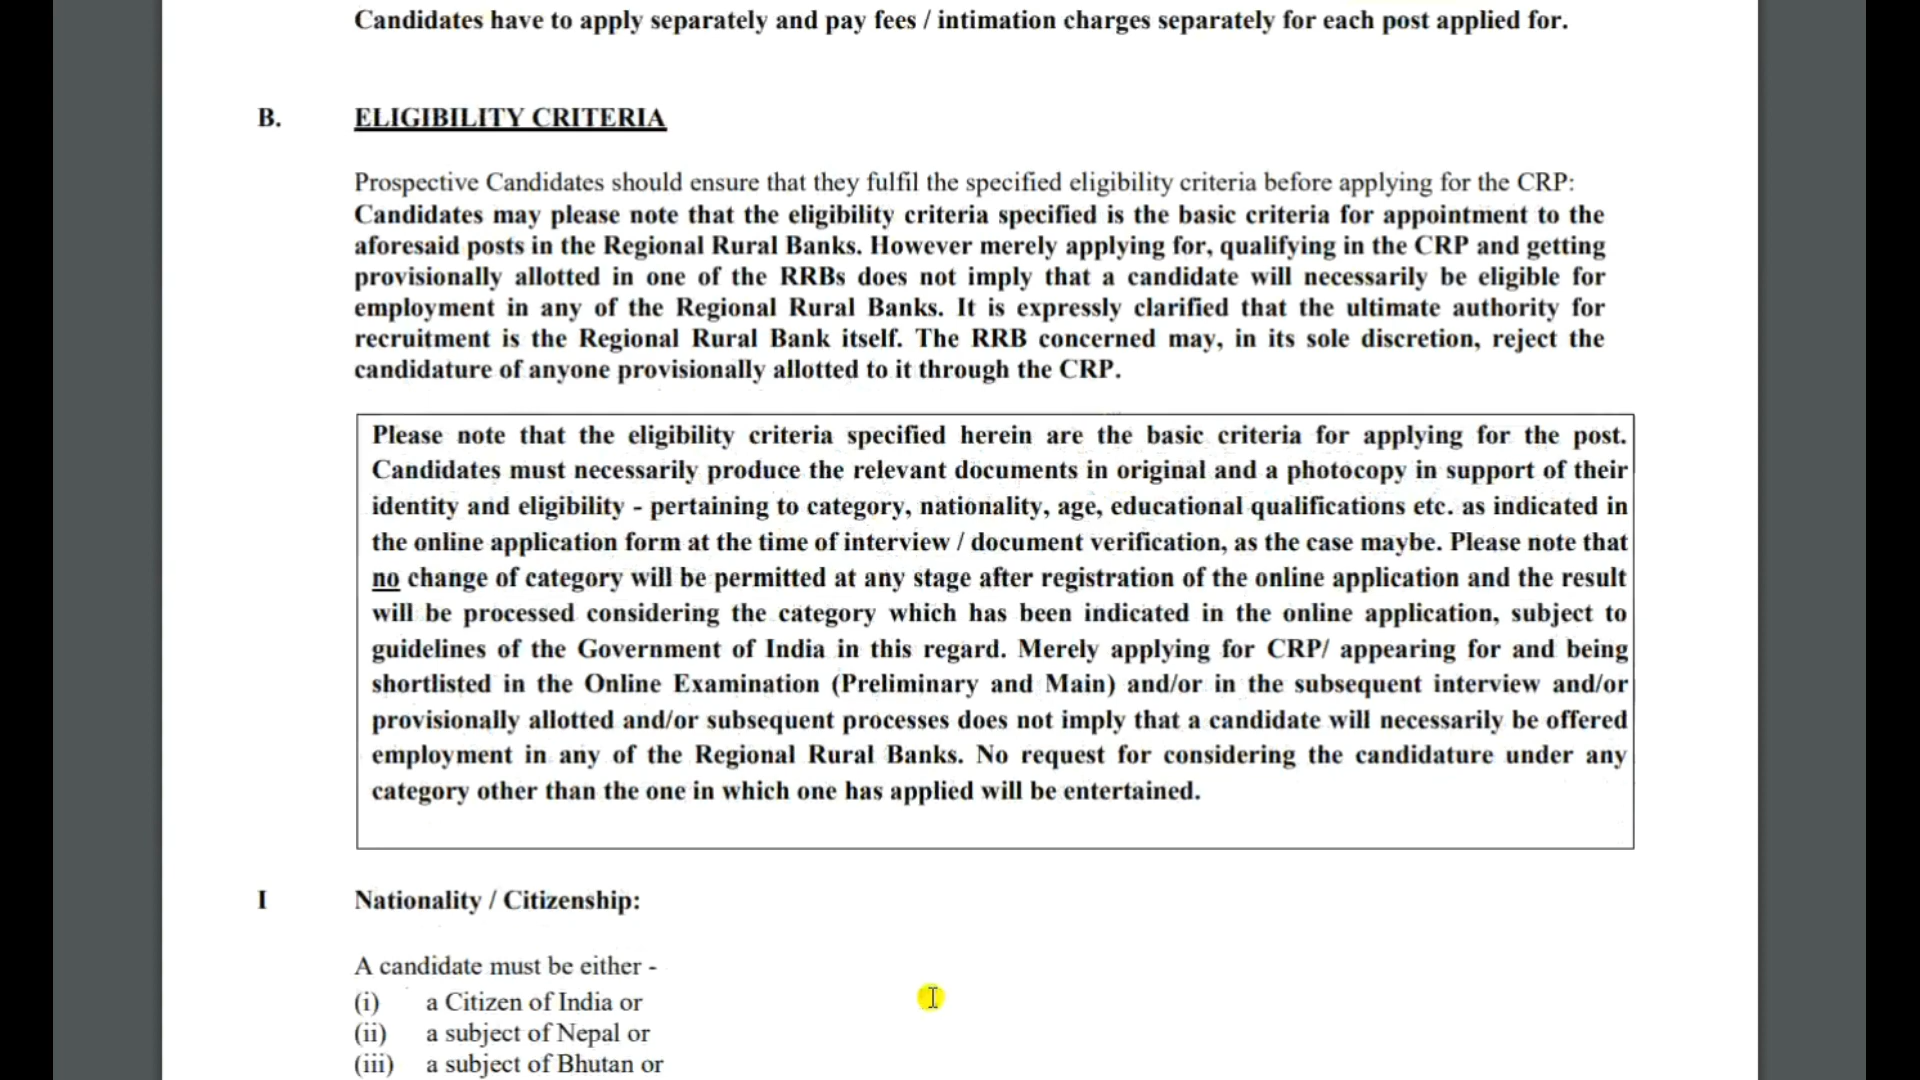 Candidates have to apply separately and pay fees / intimation charges separately for each post applied for.
B. ELIGIBILITY CRITERIA
Prospective Candidates should ensure that they fulfil the specified eligibility criteria before applying for the CRP:
Candidates may please note that the eligibility criteria specified is the basic criteria for appointment to the
aforesaid posts in the Regional Rural Banks. However merely applying for, qualifying in the CRP and getting
provisionally allotted in one of the RRBs does not imply that a candidate will necessarily be eligible for
employment in any of the Regional Rural Banks. It is expressly clarified that the ultimate authority for
recruitment is the Regional Rural Bank itself. The RRB concerned may, in its sole discretion, reject the
candidature of anyone provisionally allotted to it through the CRP.
Please note that the eligibility criteria specified herein are the basic criteria for applying for the post.
Candidates must necessarily produce the relevant documents in original and a photocopy in support of their
identity and eligibility - pertaining to category, nationality, age, educational qualifications etc. as indicated in
the online application form at the time of interview / document verification, as the case maybe. Please note that
no change of category will be permitted at any stage after registration of the online application and the result
will be processed considering the category which has been indicated in the online application, subject to
guidelines of the Government of India in this regard. Merely applying for CRP/ appearing for and being
shortlisted in the Online Examination (Preliminary and Main) and/or in the subsequent interview and/or
provisionally allotted and/or subsequent processes does not imply that a candidate will necessarily be offered
employment in any of the Regional Rural Banks. No request for considering the candidature under any
category other than the one in which one has applied will be entertained.
I Nationality / Citizenship:
A candidate must be either -
(i) a Citizen of India or
(ii) a subject of Nepal or
(iii) a subject of Bhutan or